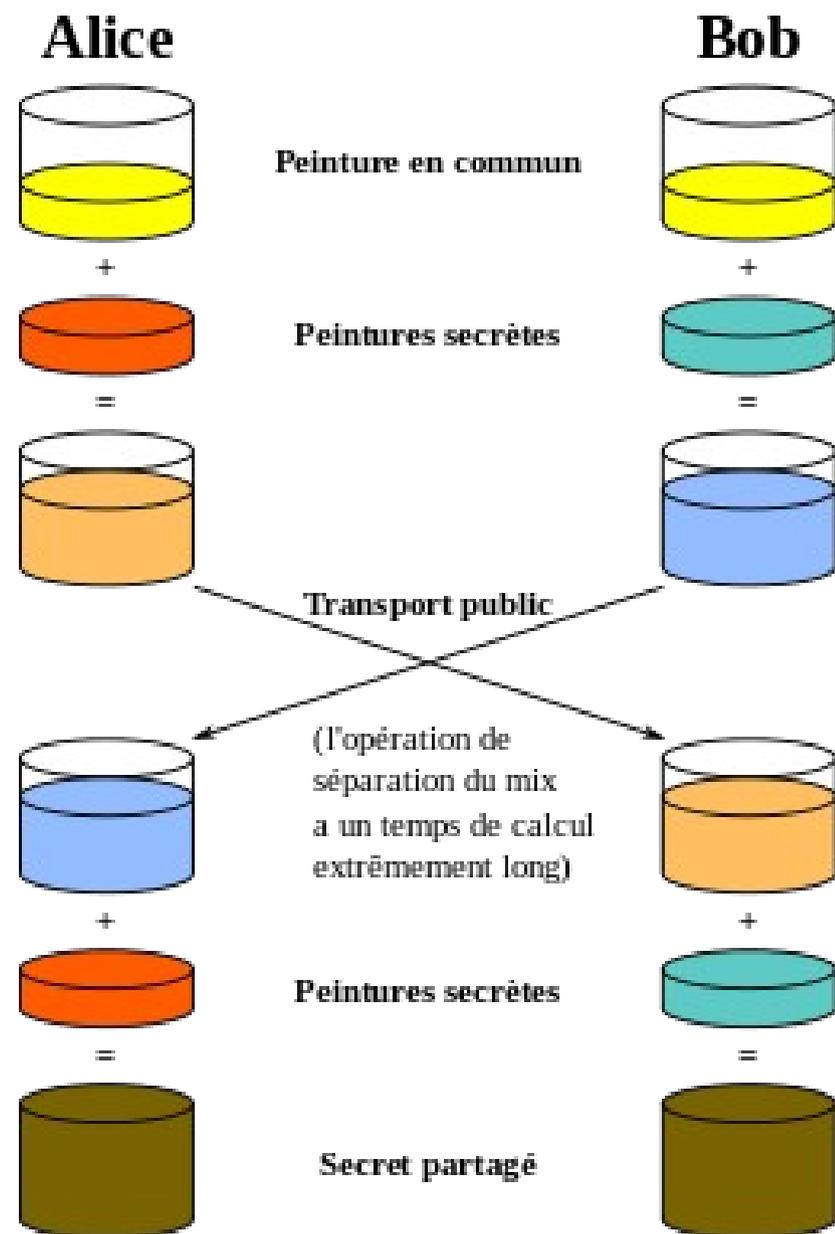 Alice
Bob
Peinture en commun
+
+
Peintures secrètes
=
=
Transport public
(l'opération de
séparation du mix
a un temps de calcul
extrêmement long)
+
+
Peintures secrètes
=
=
Secret partagé